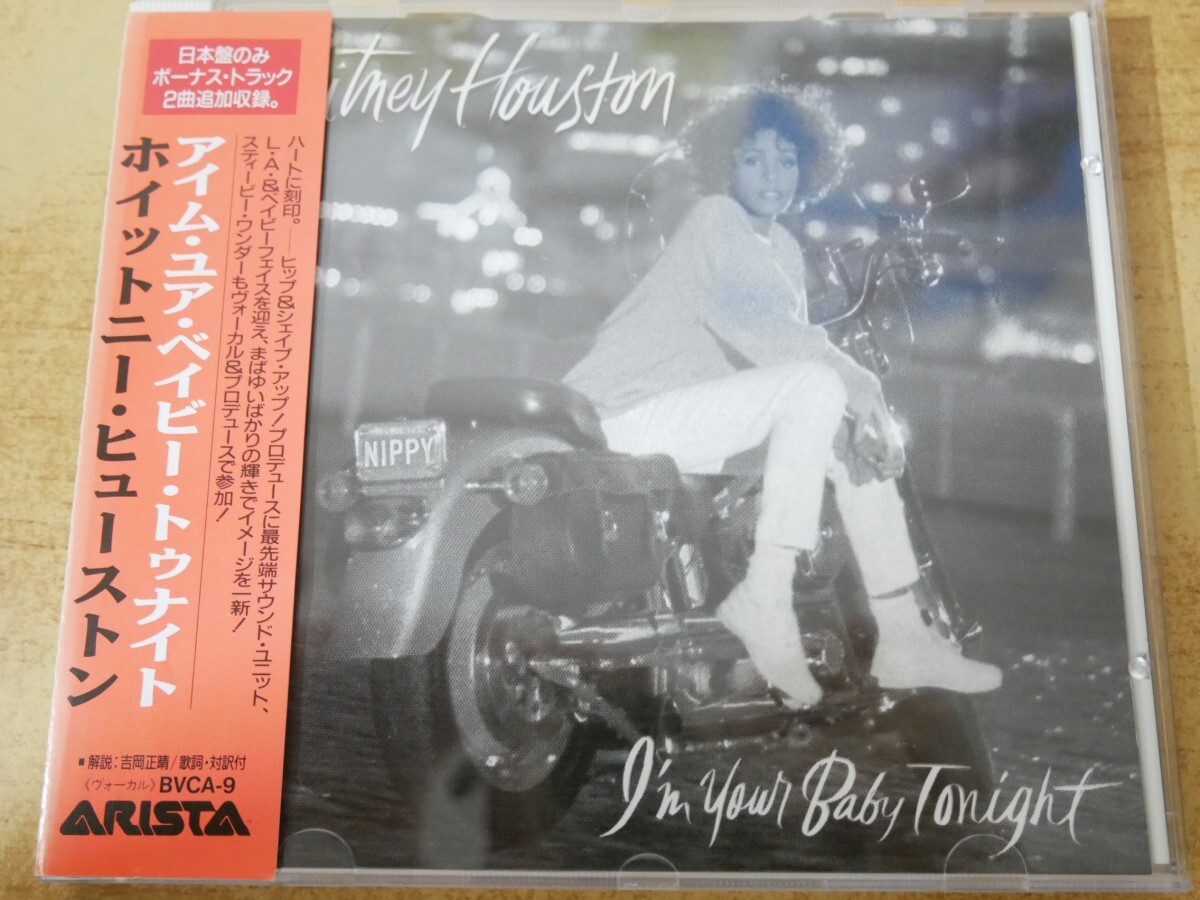 日本盤のみ
ボーナス・トラック
2曲追加収録。
アイム・ユア・ベイビー・トゥナイト
ホイットニー・ヒューストン
ハートに刻印。――ヒップ&シェイプ・アップ!プロデュースに最先端サウンド・ユニット、
L・A・&ベイビーフェイスを迎え、まばゆいばかりの輝きでイメージを一新!
スティービー・ワンダーもヴォーカル&プロデュースで参加!
■解説:吉岡正晴/歌詞・対訳付
《ヴォーカル》BVCA-9
ARISTA
itney Houston
NIPPY
I'm Your Baby Tonight